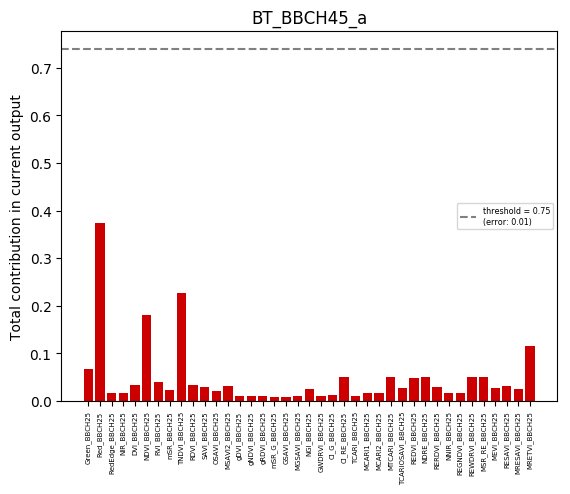 BT_BBCH45_a
Total contribution in current output
0.7
0.6
0.5
0.4
0.3
0.2
0.1
0.0
threshold = 0.75
(error: 0.01)
Green_BBCH25
Red_BBCH25
RedEdge_BBCH25
NIR_BBCH25
DVI_BBCH25
NDVI_BBCH25
RVI_BBCH25
mSR_BBCH25
TNDVI_BBCH25
RDVI_BBCH25
SAVI_BBCH25
OSAVI_BBCH25
MSAVI2_BBCH25
gDVI_BBCH25
gNDVI_BBCH25
gRDVI_BBCH25
mSR_G_BBCH25
GSAVI_BBCH25
MGSAVI_BBCH25
NGI_BBCH25
GWDRVI_BBCH25
CI_G_BBCH25
CI_RE_BBCH25
TCARI_BBCH25
MCARI1_BBCH25
MCARI2_BBCH25
MTCARI_BBCH25
TCARIOSAVI_BBCH25
REDVI_BBCH25
NDRE_BBCH25
RERDVI_BBCH25
NNIR_BBCH25
REGNDVI_BBCH25
REWDRVI_BBCH25
MSR_RE_BBCH25
MEVI_BBCH25
RESAVI_BBCH25
MRESAVI_BBCH25
MRETVI_BBCH25